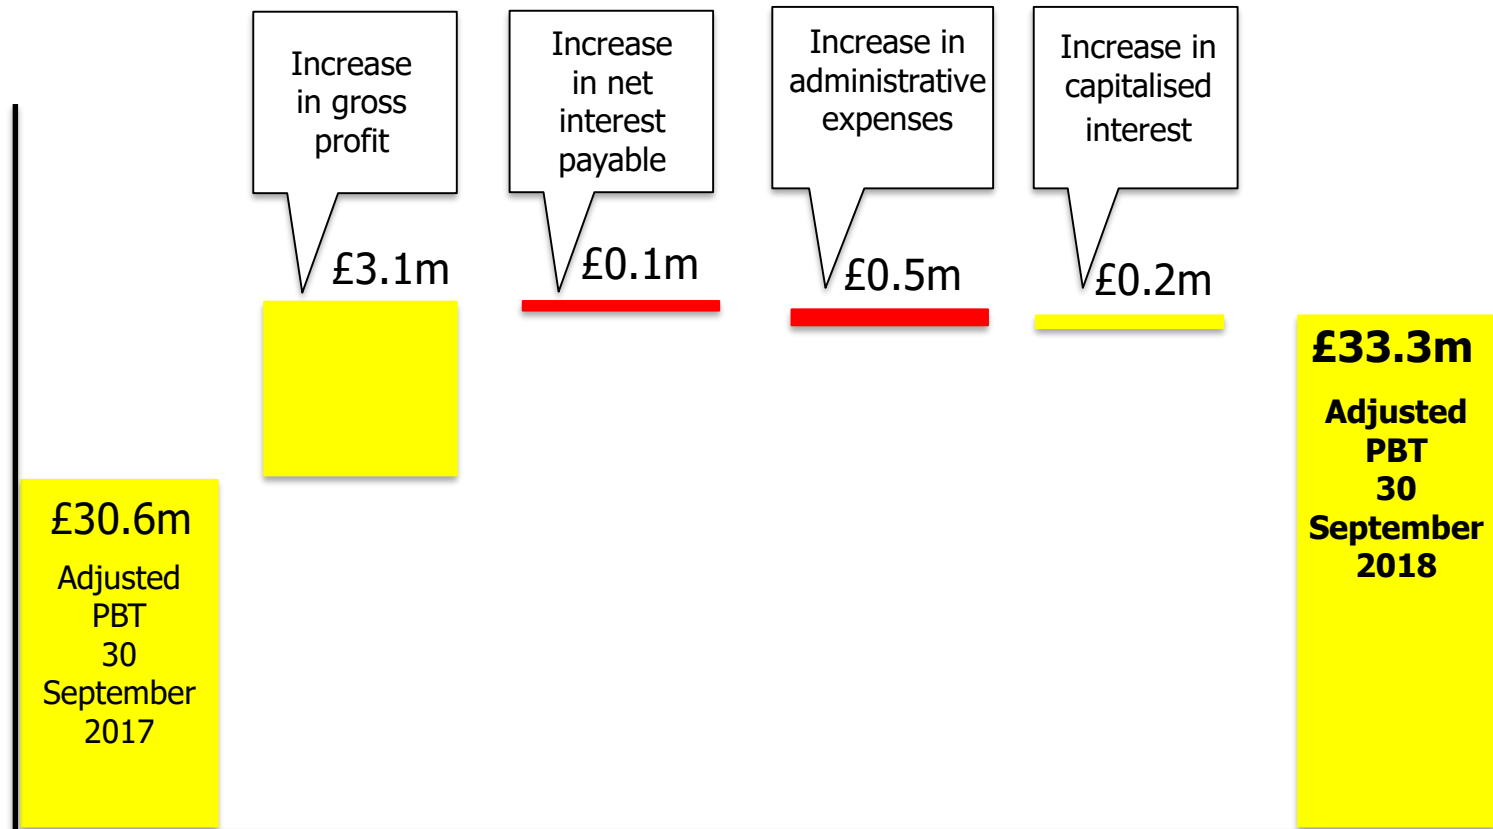 Increase
in gross
profit
Increase
in net
interest
payable
Increase in
administrative
expenses
Increase in
capitalised
interest
£3.1m
£0.1m
£0.5m
£0.2m
£30.6m
Adjusted
PBT
30
September
2017
£33.3m
Adjusted
PBT
30
September
2018